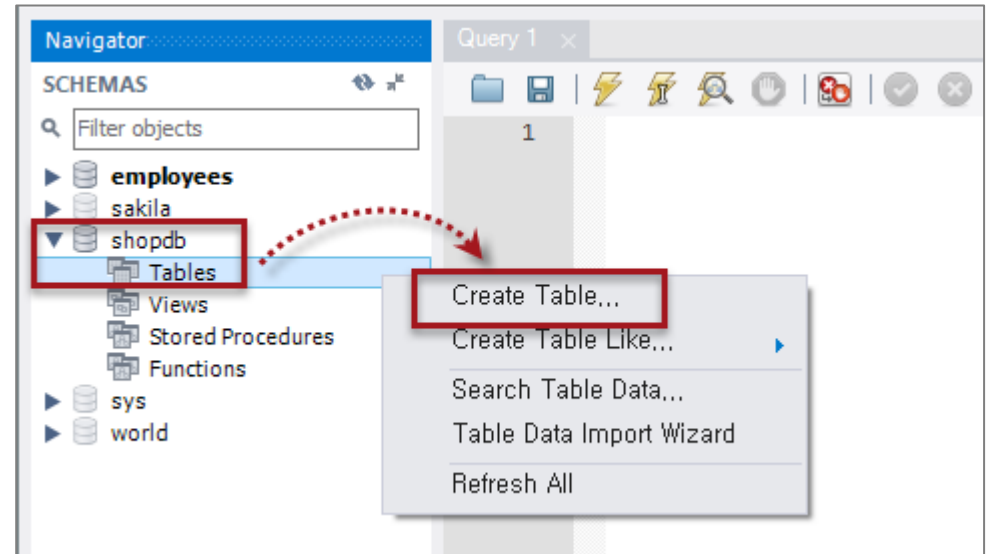 Navigator
Query 1 ×
SCHEMAS
Filter objects
1
employees
sakila
shopdb
Tables
Views
Stored Procedures
Functions
sys
world
Create Table...
Create Table Like...
Search Table Data...
Table Data Import Wizard
Refresh All